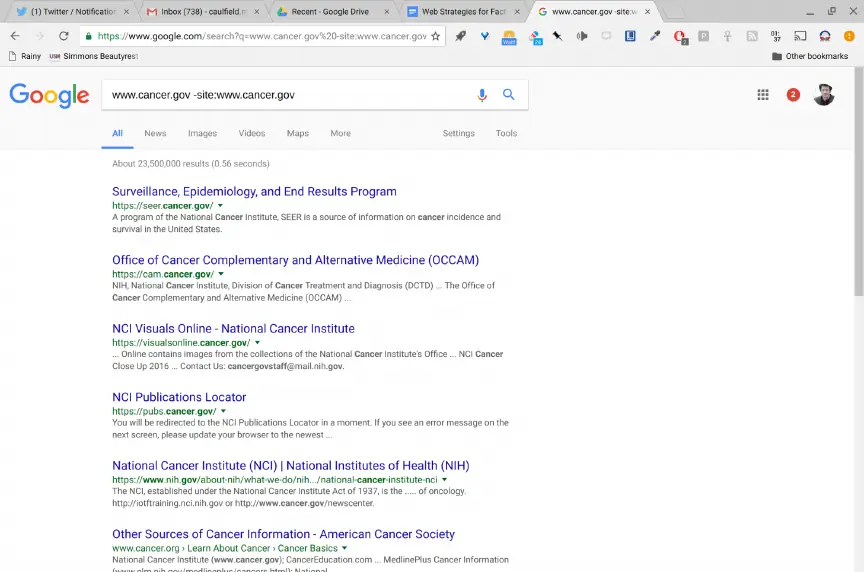 (1) Twitter / Notification
Inbox (738) - caulfield.m
Recent - Google Drive
Web Strategies for Fact
www.cancer.gov -site:w
https://www.google.com/search?q=www.cancer.gov%20-site:www.cancer.gov
Rainy
Simmons Beautyrest
Other bookmarks
Google
www.cancer.gov -site:www.cancer.gov
2
All News Images Videos Maps More Settings Tools
About 23,500,000 results (0.56 seconds)
Surveillance, Epidemiology, and End Results Program
https://seer.cancer.gov/
A program of the National Cancer Institute, SEER is a source of information on cancer incidence and
survival in the United States.
Office of Cancer Complementary and Alternative Medicine (OCCAM)
https://cam.cancer.gov/
NIH, National Cancer Institute, Division of Cancer Treatment and Diagnosis (DCTD) ... The Office of
Cancer Complementary and Alternative Medicine (OCCAM) ...
NCI Visuals Online - National Cancer Institute
https://visualsonline.cancer.gov/
... Online contains images from the collections of the National Cancer Institute's Office ... NCI Cancer
Close Up 2016 ... Contact Us: cancergovstaff@mail.nih.gov.
NCI Publications Locator
https://pubs.cancer.gov/
You will be redirected to the NCI Publications Locator in a moment. If you see an error message on the
next screen, please update your browser to the newest ...
National Cancer Institute (NCI) | National Institutes of Health (NIH)
https://www.nih.gov/about-nih/what-we-do/nih.../national-cancer-institute-nci
The NCI, established under the National Cancer Institute Act of 1937, is the ..... of oncology.
http://iotftraining.nci.nih.gov or http://www.cancer.gov/newscenter.
Other Sources of Cancer Information - American Cancer Society
www.cancer.org › Learn About Cancer › Cancer Basics
National Cancer Institute (www.cancer.gov); CancerEducation.com ... MedlinePlus Cancer Information
(www.nlm.nih.gov/medlineplus/cancers.html); National